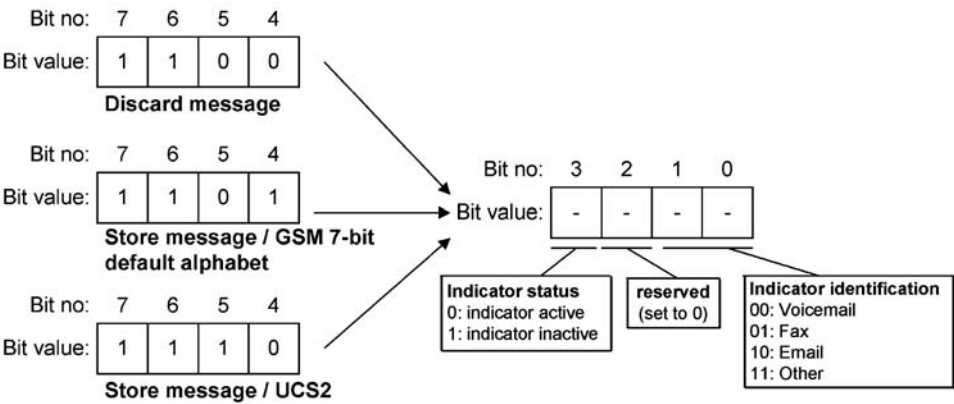 Bit no: 7 6 5 4
Bit value: 1 1 0 0
Discard message
Bit no: 7 6 5 4
Bit value: 1 1 0 1
Store message / GSM 7-bit
default alphabet
Bit no: 7 6 5 4
Bit value: 1 1 1 0
Store message / UCS2
Bit no: 3 2 1 0
Bit value: - - - -
Indicator status
0: indicator active
1: indicator inactive
reserved
(set to 0)
Indicator identification
00: Voicemail
01: Fax
10: Email
11: Other